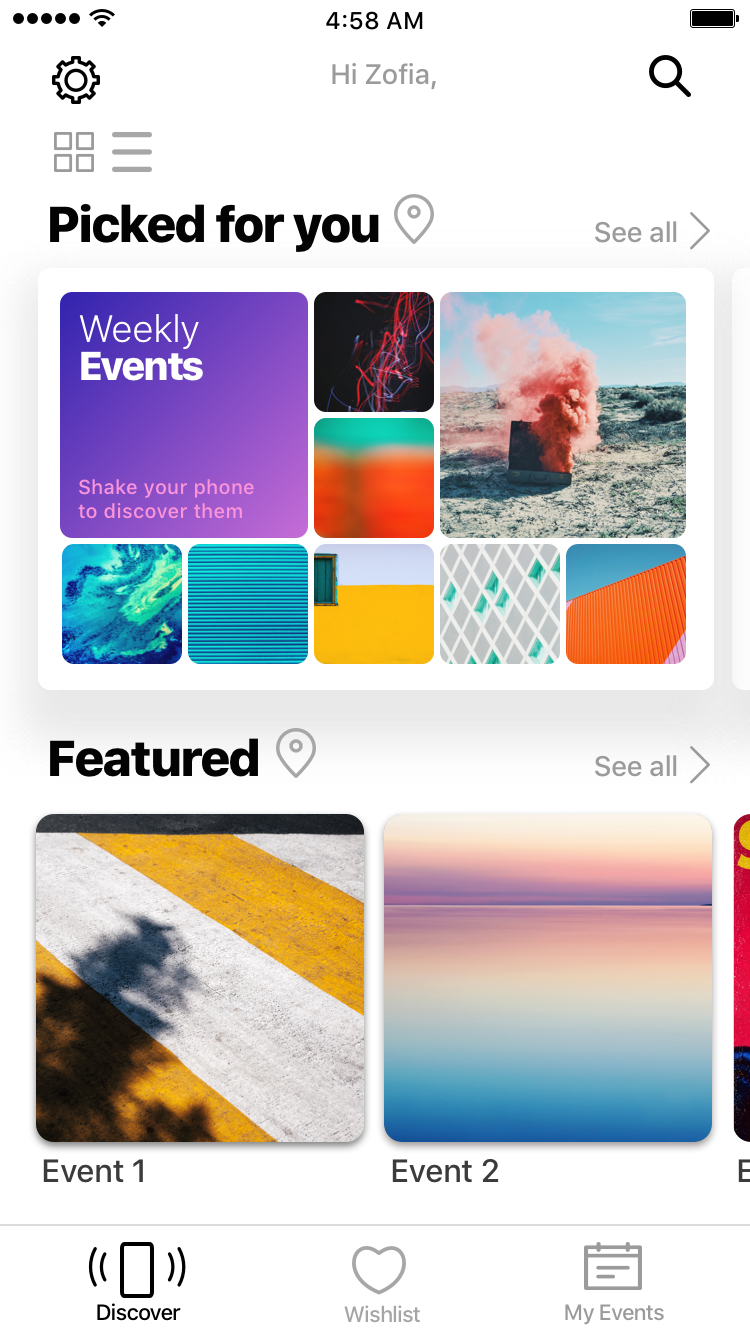 4:58 AM
Hi Zofia,
Picked for you
See all
Weekly
Events
Shake your phone
to discover them
Featured
See all
Event 1
Event 2
E
Discover
Wishlist
My Events